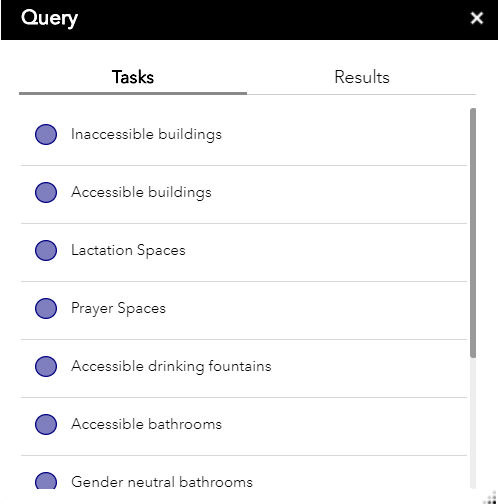 Query
Tasks
Results
Inaccessible buildings
Accessible buildings
Lactation Spaces
Prayer Spaces
Accessible drinking fountains
Accessible bathrooms
Gender neutral bathrooms